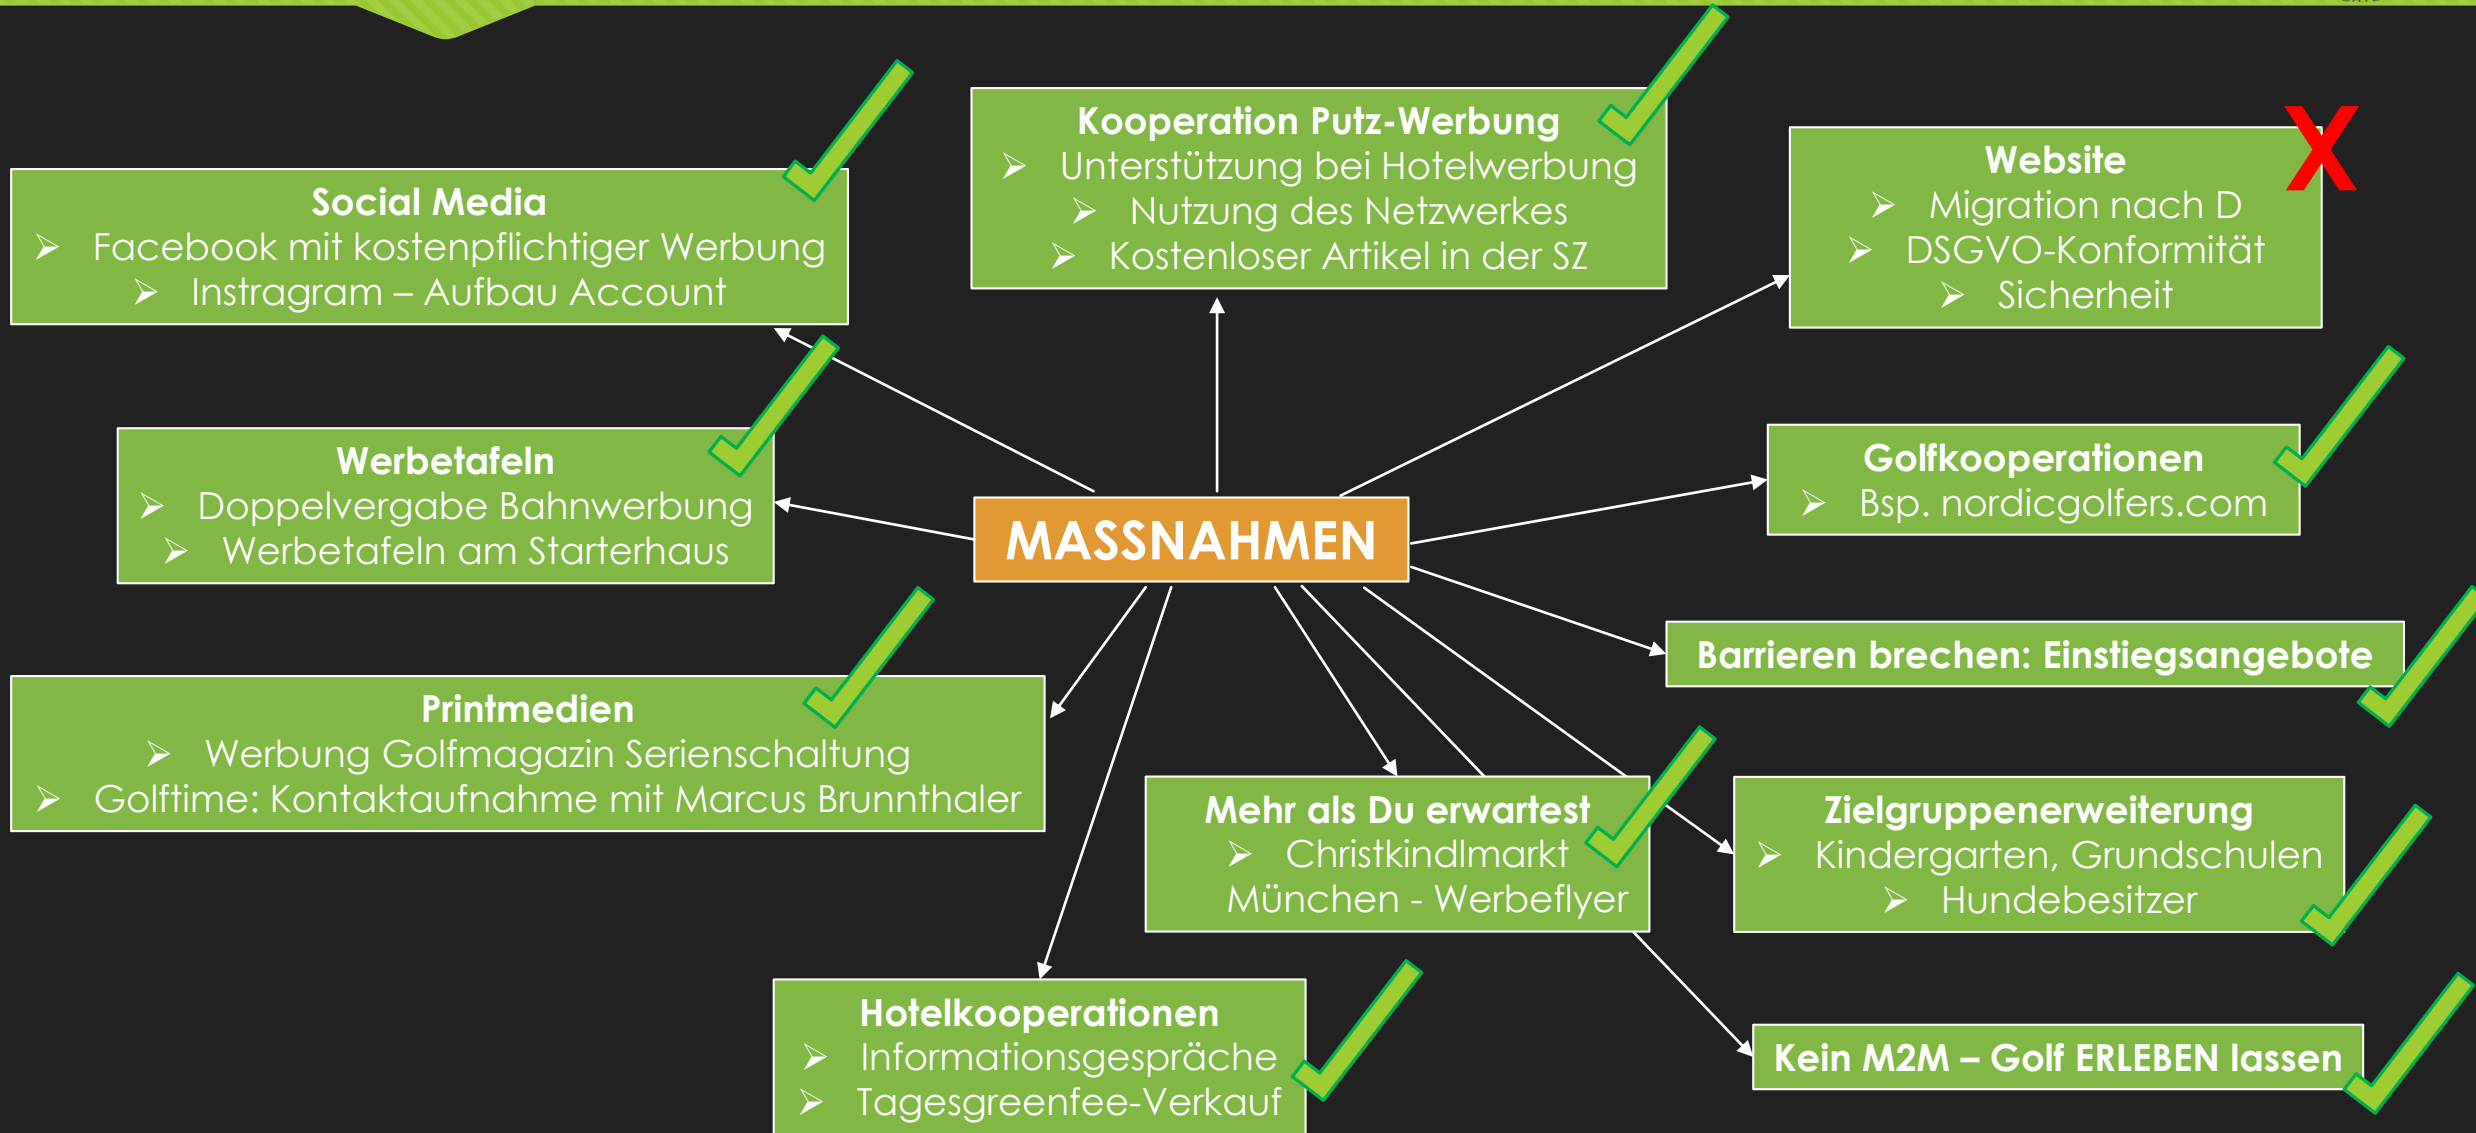 Kooperation Putz-Werbung
Unterstützung bei Hotelwerbung
Nutzung des Netzwerkes
Kostenloser Artikel in der SZ
Website
Migration nach D
DSGVO-Konformität
Sicherheit
X
Social Media
Facebook mit kostenpflichtiger Werbung
Instragram – Aufbau Account
Werbetafeln
Doppelvergabe Bahnwerbung
Werbetafeln am Starterhaus
Golfkooperationen
Bsp. nordicgolfers.com
MASSNAHMEN
Barrieren brechen: Einstiegsangebote
Printmedien
Werbung Golfmagazin Serienschaltung
Golftime: Kontaktaufnahme mit Marcus Brunnthaler
Mehr als Du erwartest
Christkindlmarkt
München - Werbeflyer
Zielgruppenerweiterung
Kindergarten, Grundschulen
Hundebesitzer
Hotelkooperationen
Informationsgespräche
Tagesgreenfee-Verkauf
Kein M2M – Golf ERLEBEN lassen